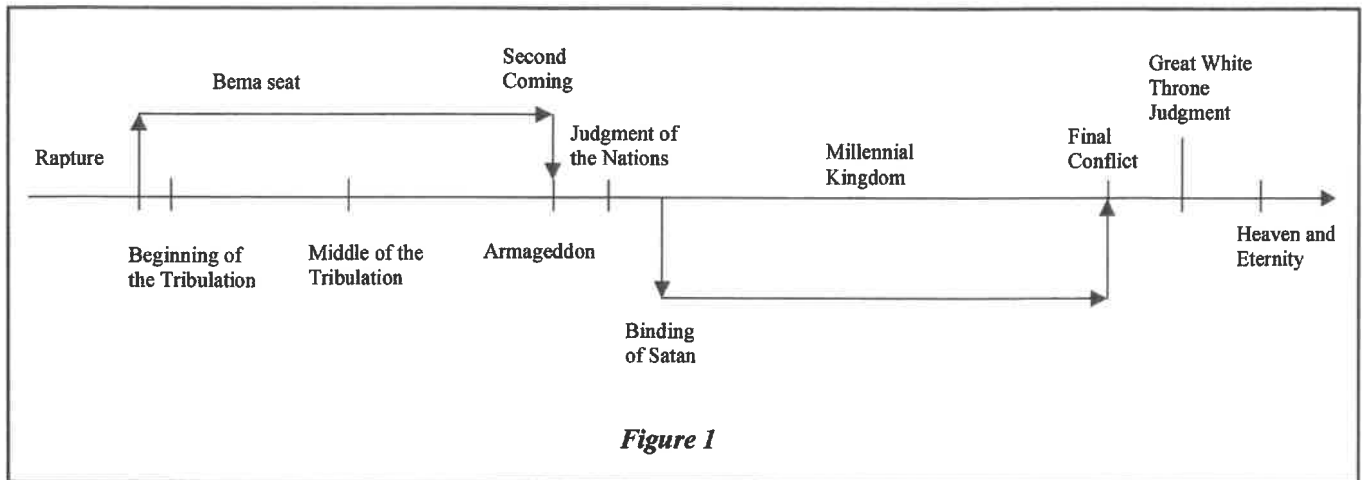 Second
Coming
Bema seat
Great White
Throne
Judgment
Rapture
Judgment of
the Nations
Millennial
Kingdom
Final
Conflict
Beginning of
the Tribulation
Middle of the
Tribulation
Armageddon
Heaven and
Eternity
Binding
of Satan
Figure 1